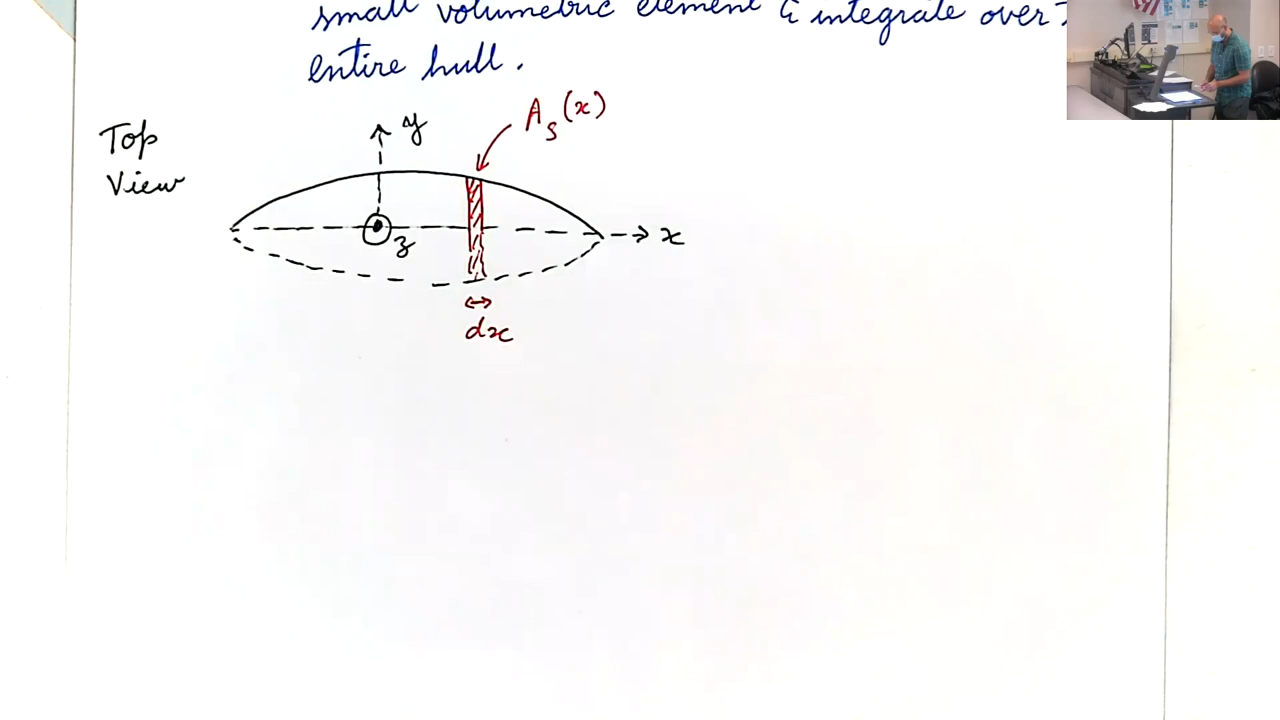 small volumetric element & integrate over
entire hull.
Top
View
y
A_s(x)
z
x
dx